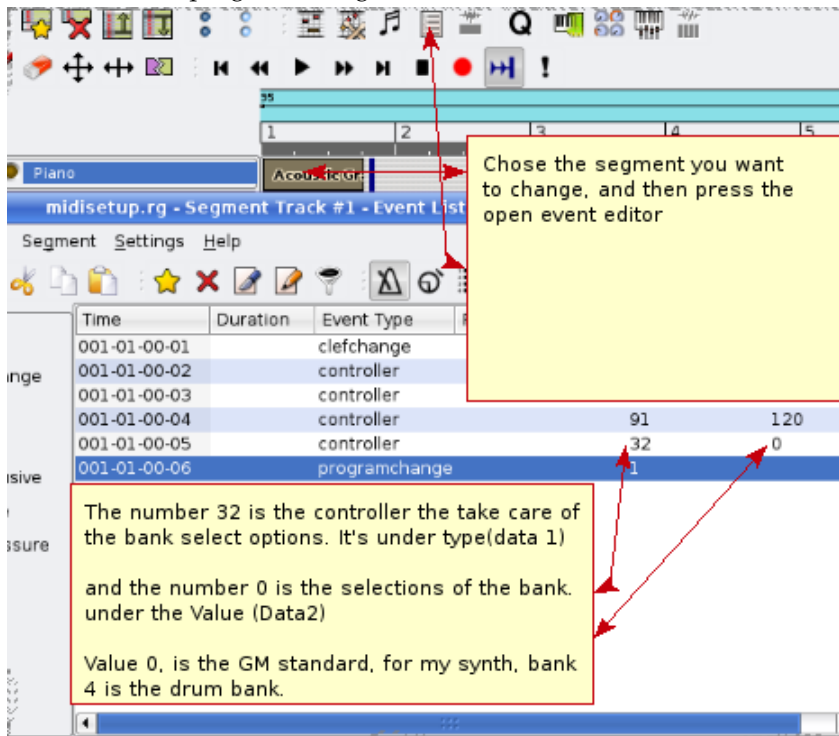 Q
!
35
1 2 3 4 5
Piano
Acoustic Gr
Chose the segment you want
to change, and then press the
open event editor
midisetup.rg - Segment Track #1 - Event List
Segment Settings Help
Time Duration Event Type
001-01-00-01 clefchange
001-01-00-02 controller
001-01-00-03 controller
001-01-00-04 controller 91 120
001-01-00-05 controller 32 0
001-01-00-06 programchange 1
The number 32 is the controller the take care of
the bank select options. It's under type(data 1)
and the number 0 is the selections of the bank.
under the Value (Data2)
Value 0, is the GM standard, for my synth, bank
4 is the drum bank.